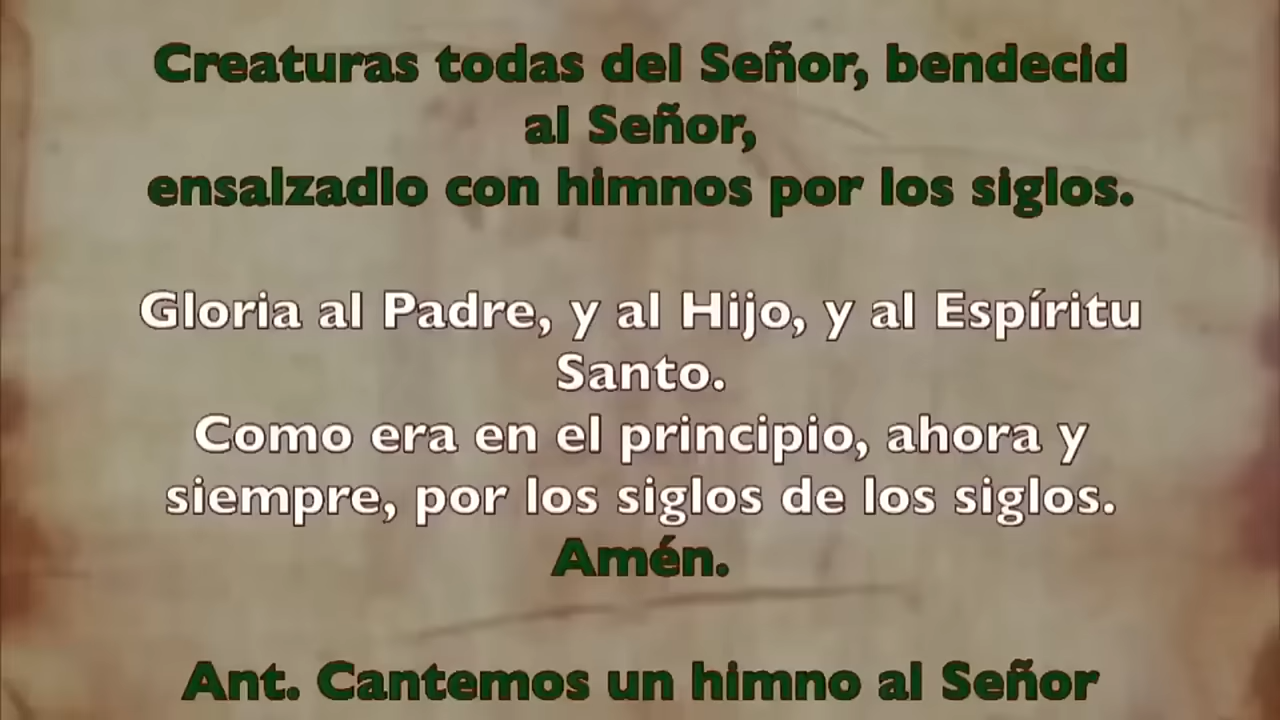 Creaturas todas del Señor, bendecid
al Señor,
ensalzadlo con himnos por los siglos.
Gloria al Padre, y al Hijo, y al Espíritu
Santo.
Como era en el principio, ahora y
siempre, por los siglos de los siglos.
Amén.
Ant. Cantemos un himno al Señor